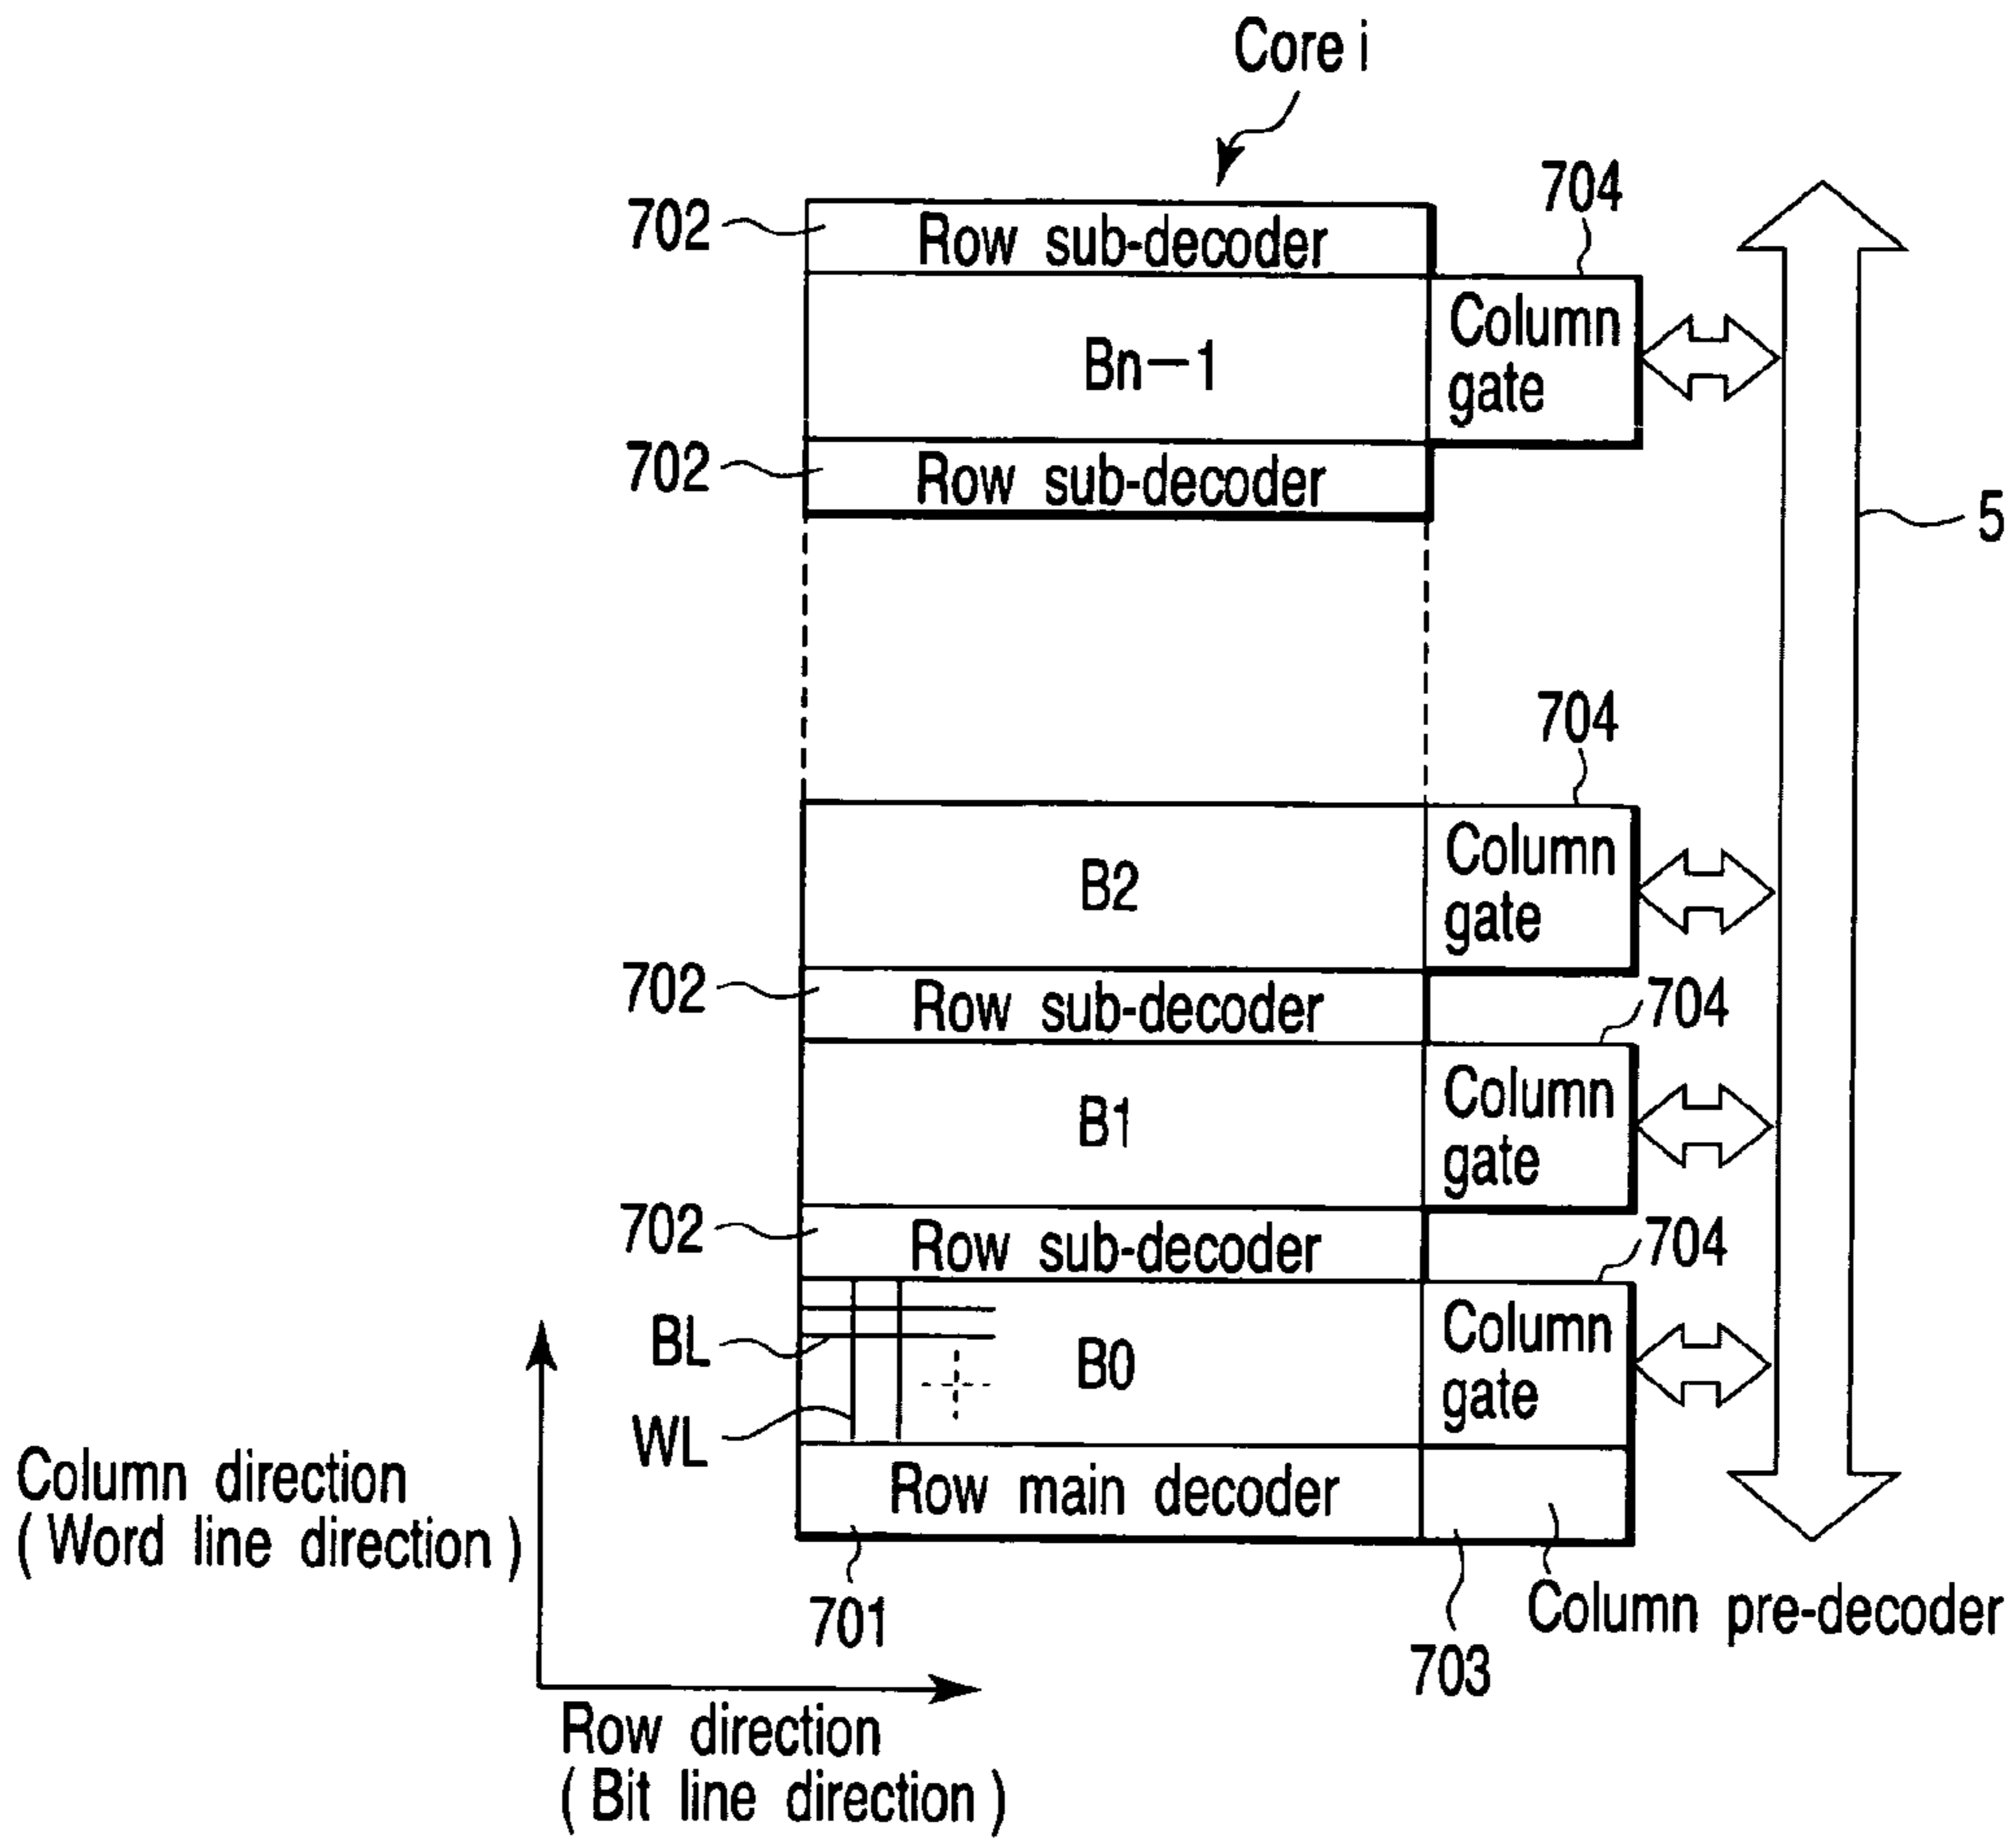 Core i
704
702
Row sub-decoder
Column
gate
Bn—1
702
Row sub-decoder
5
704
Column
gate
B2
702
Row sub-decoder
704
Column
gate
B1
702
Row sub-decoder
704
BL
B0
Column
gate
WL
Column direction
( Word line direction )
Row main decoder
701
703
Column pre-decoder
Row direction
( Bit line direction )